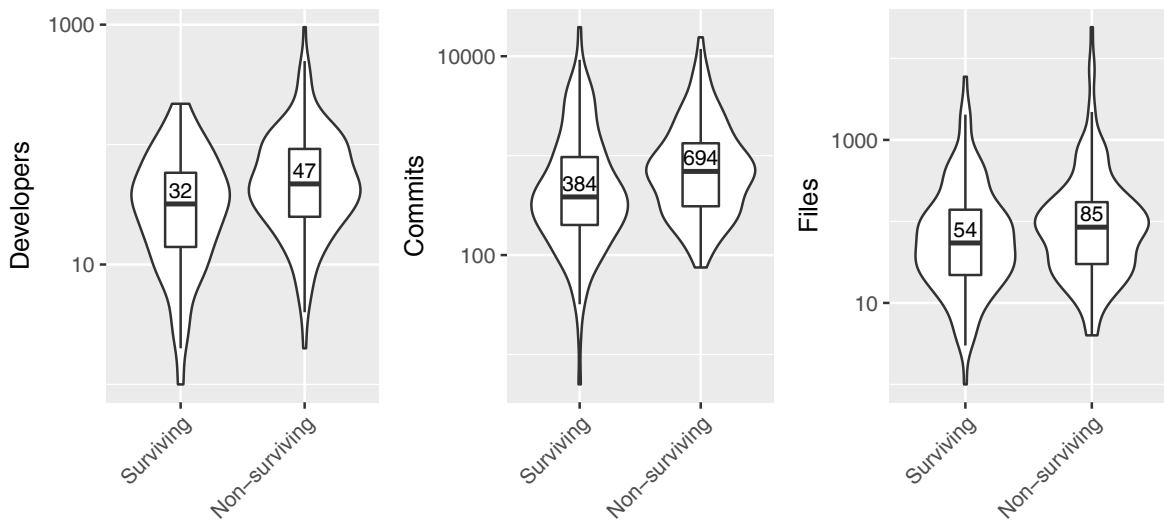 Developers
1000
10
32
47
Surviving
Non−surviving
Commits
10000
100
384
694
Surviving
Non−surviving
Files
1000
10
54
85
Surviving
Non−surviving